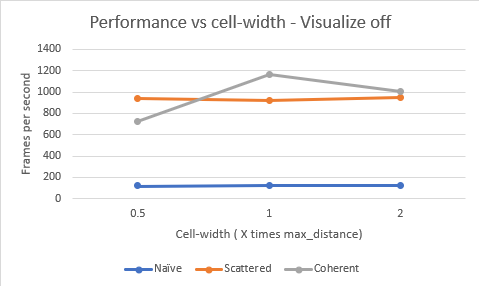 Performance vs cell-width - Visualize off
1400
1200
1000
800
600
400
200
0
Frames per second
0.5 1 2
Cell-width ( X times max_distance)
Naïve Scattered Coherent